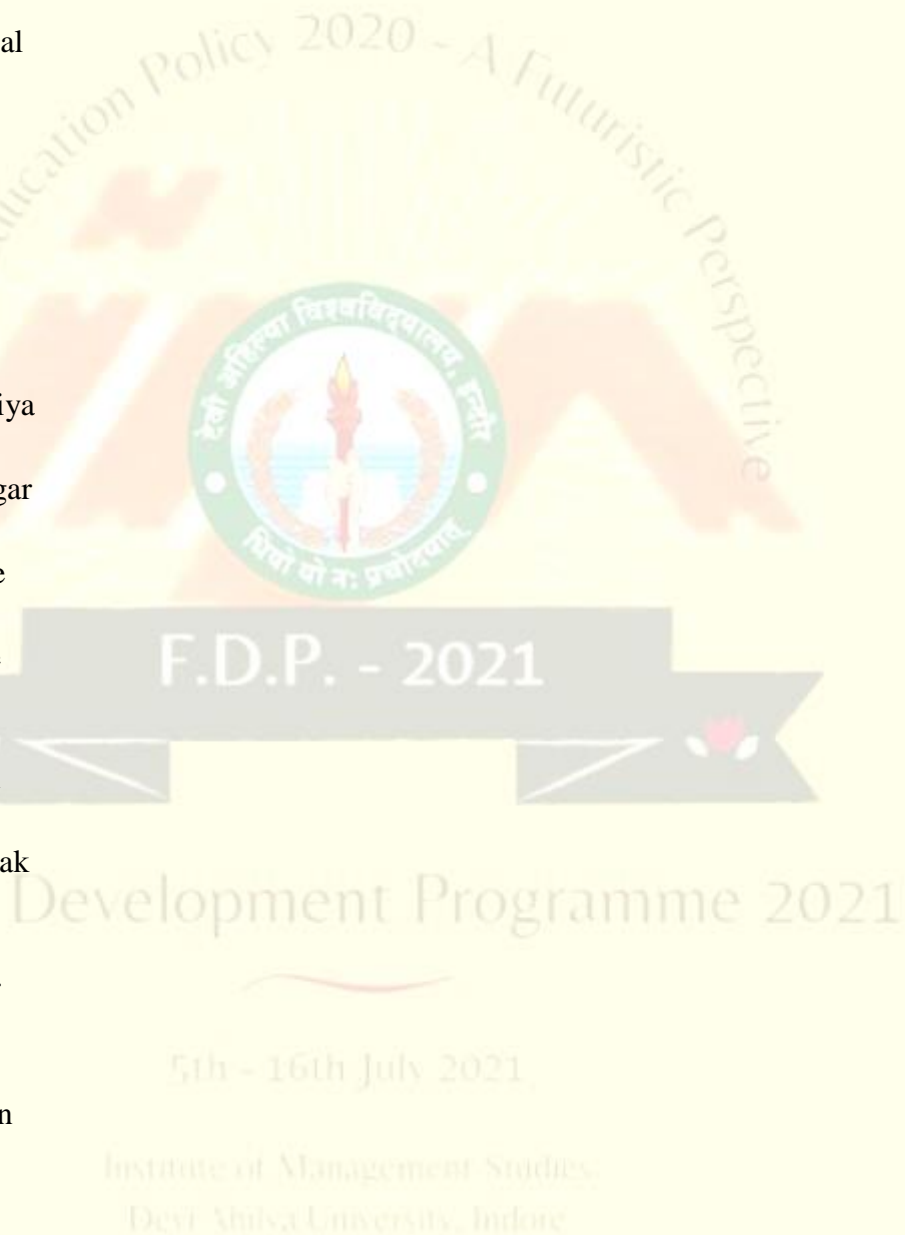 al
ucation Policy 2020 - A Futuristic Perspective
देवी अहिल्या विश्वविद्यालय, इन्दौर
धियो यो नः प्रचोदयात्
iya
gar
e
F.D.P. - 2021
ak
Development Programme 2021
5th - 16th July 2021
n
Institute of Management Studies,
Devi Ahilya University, Indore